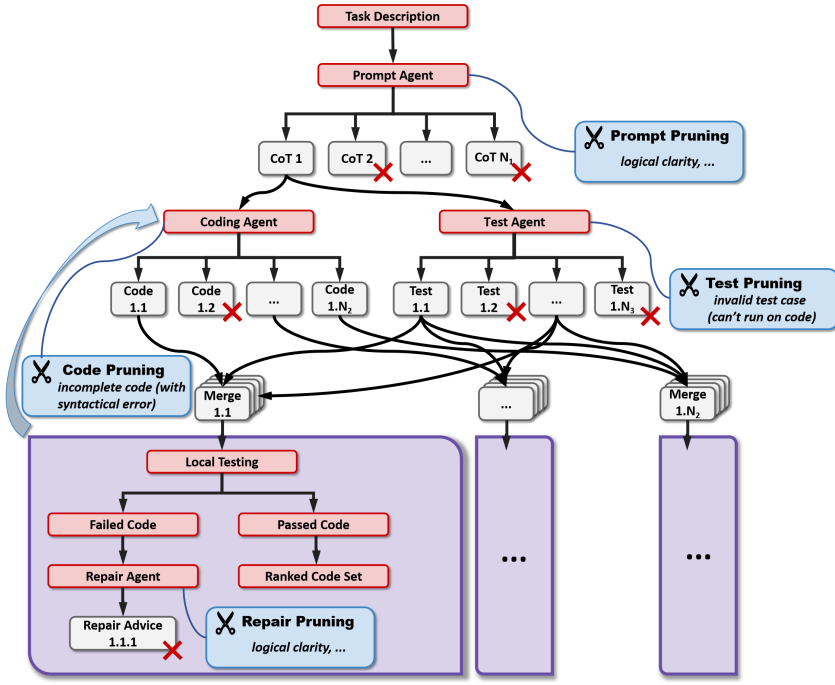 Task Description
Prompt Agent
Prompt Pruning
logical clarity, ...
CoT 1
CoT 2
...
CoT N₁
Coding Agent
Test Agent
Test Pruning
invalid test case
(can't run on code)
Code
1.1
Code
1.2
...
Code
1.N₂
Test
1.1
Test
1.2
...
Test
1.N₃
Code Pruning
incomplete code (with
syntactical error)
Merge
1.1
...
Merge
1.N₂
Local Testing
Failed Code
Passed Code
Repair Agent
Ranked Code Set
...
...
Repair Advice
1.1.1
Repair Pruning
logical clarity, ...